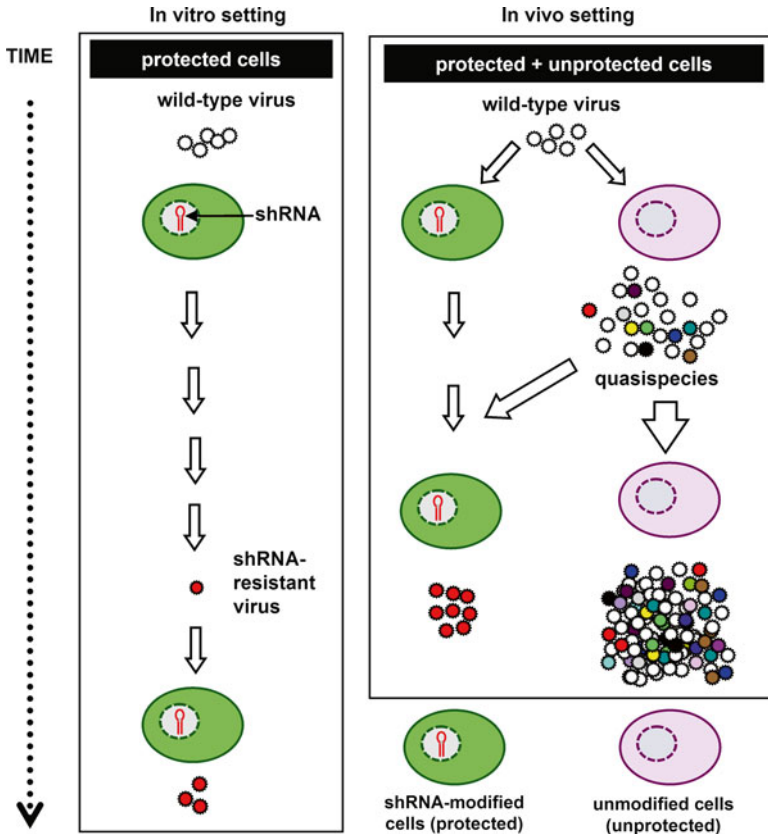 In vitro setting
In vivo setting
TIME
protected cells
protected + unprotected cells
wild-type virus
wild-type virus
shRNA
quasispecies
shRNA-
resistant
virus
shRNA-modified
cells (protected)
unmodified cells
(unprotected)